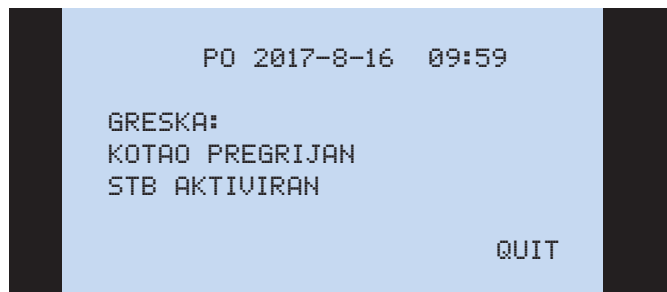 PO 2017-8-16 09:59
GRESKA:
KOTAO PREGRIJAN
STB AKTIVIRAN
QUIT